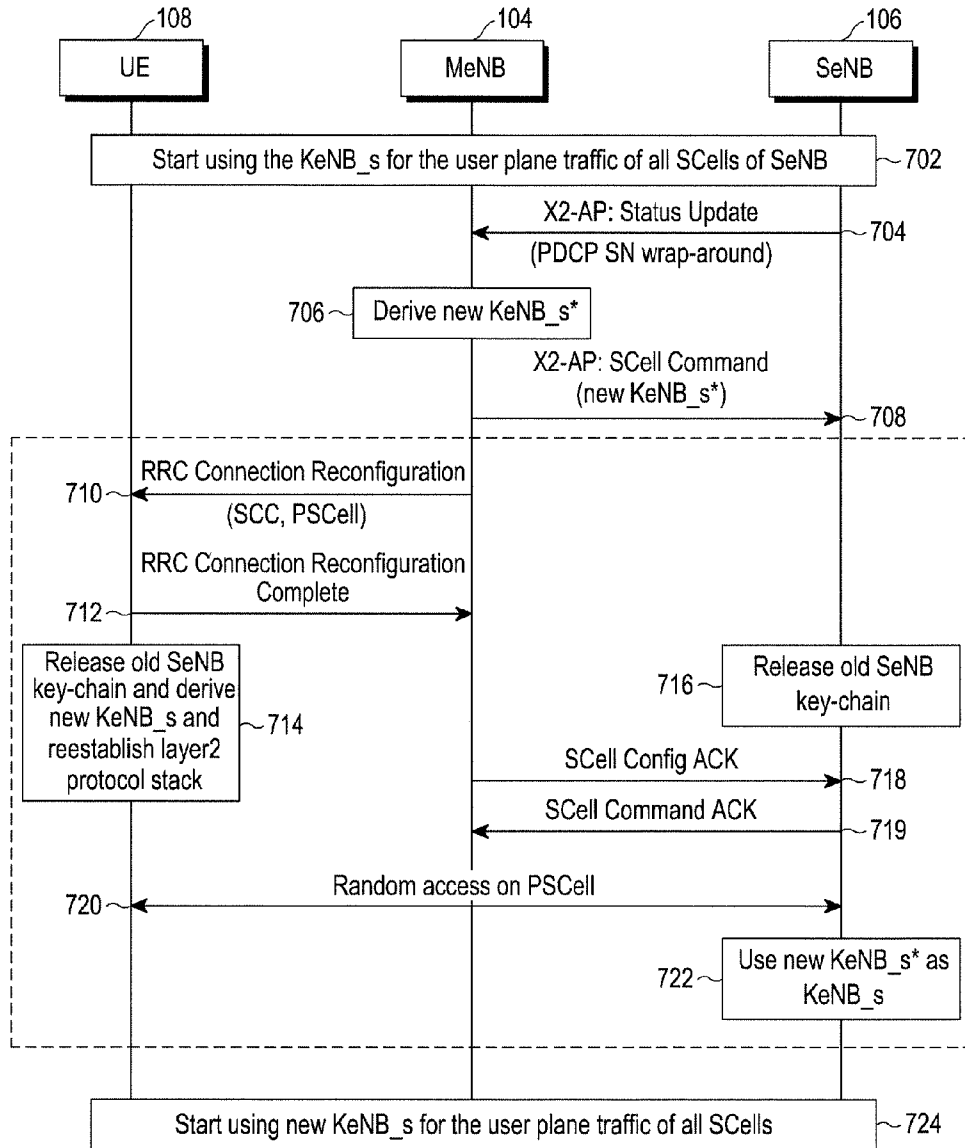 108
104
106
UE
MeNB
SeNB
Start using the KeNB_s for the user plane traffic of all SCells of SeNB
702
X2-AP: Status Update
704
(PDCP SN wrap-around)
706
Derive new KeNB_s*
X2-AP: SCell Command
(new KeNB_s*)
708
RRC Connection Reconfiguration
710
(SCC, PSCell)
RRC Connection Reconfiguration
Complete
712
Release old SeNB
key-chain and derive
new KeNB_s and
reestablish layer2
protocol stack
714
716
Release old SeNB
key-chain
SCell Config ACK
718
SCell Command ACK
719
Random access on PSCell
720
722
Use new KeNB_s* as
KeNB_s
Start using new KeNB_s for the user plane traffic of all SCells
724